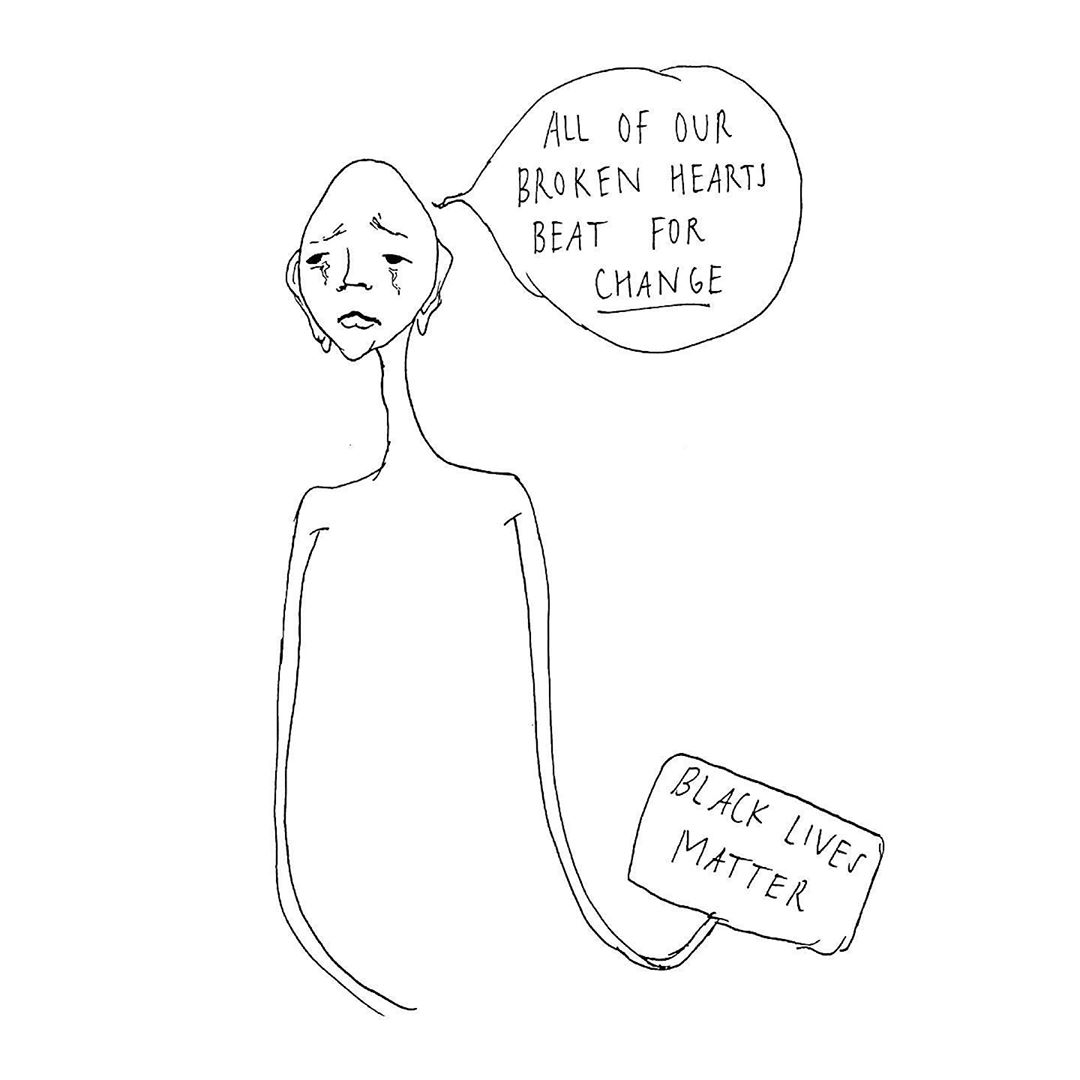 ALL OF OUR
BROKEN HEARTS
BEAT FOR
CHANGE
BLACK LIVES
MATTER